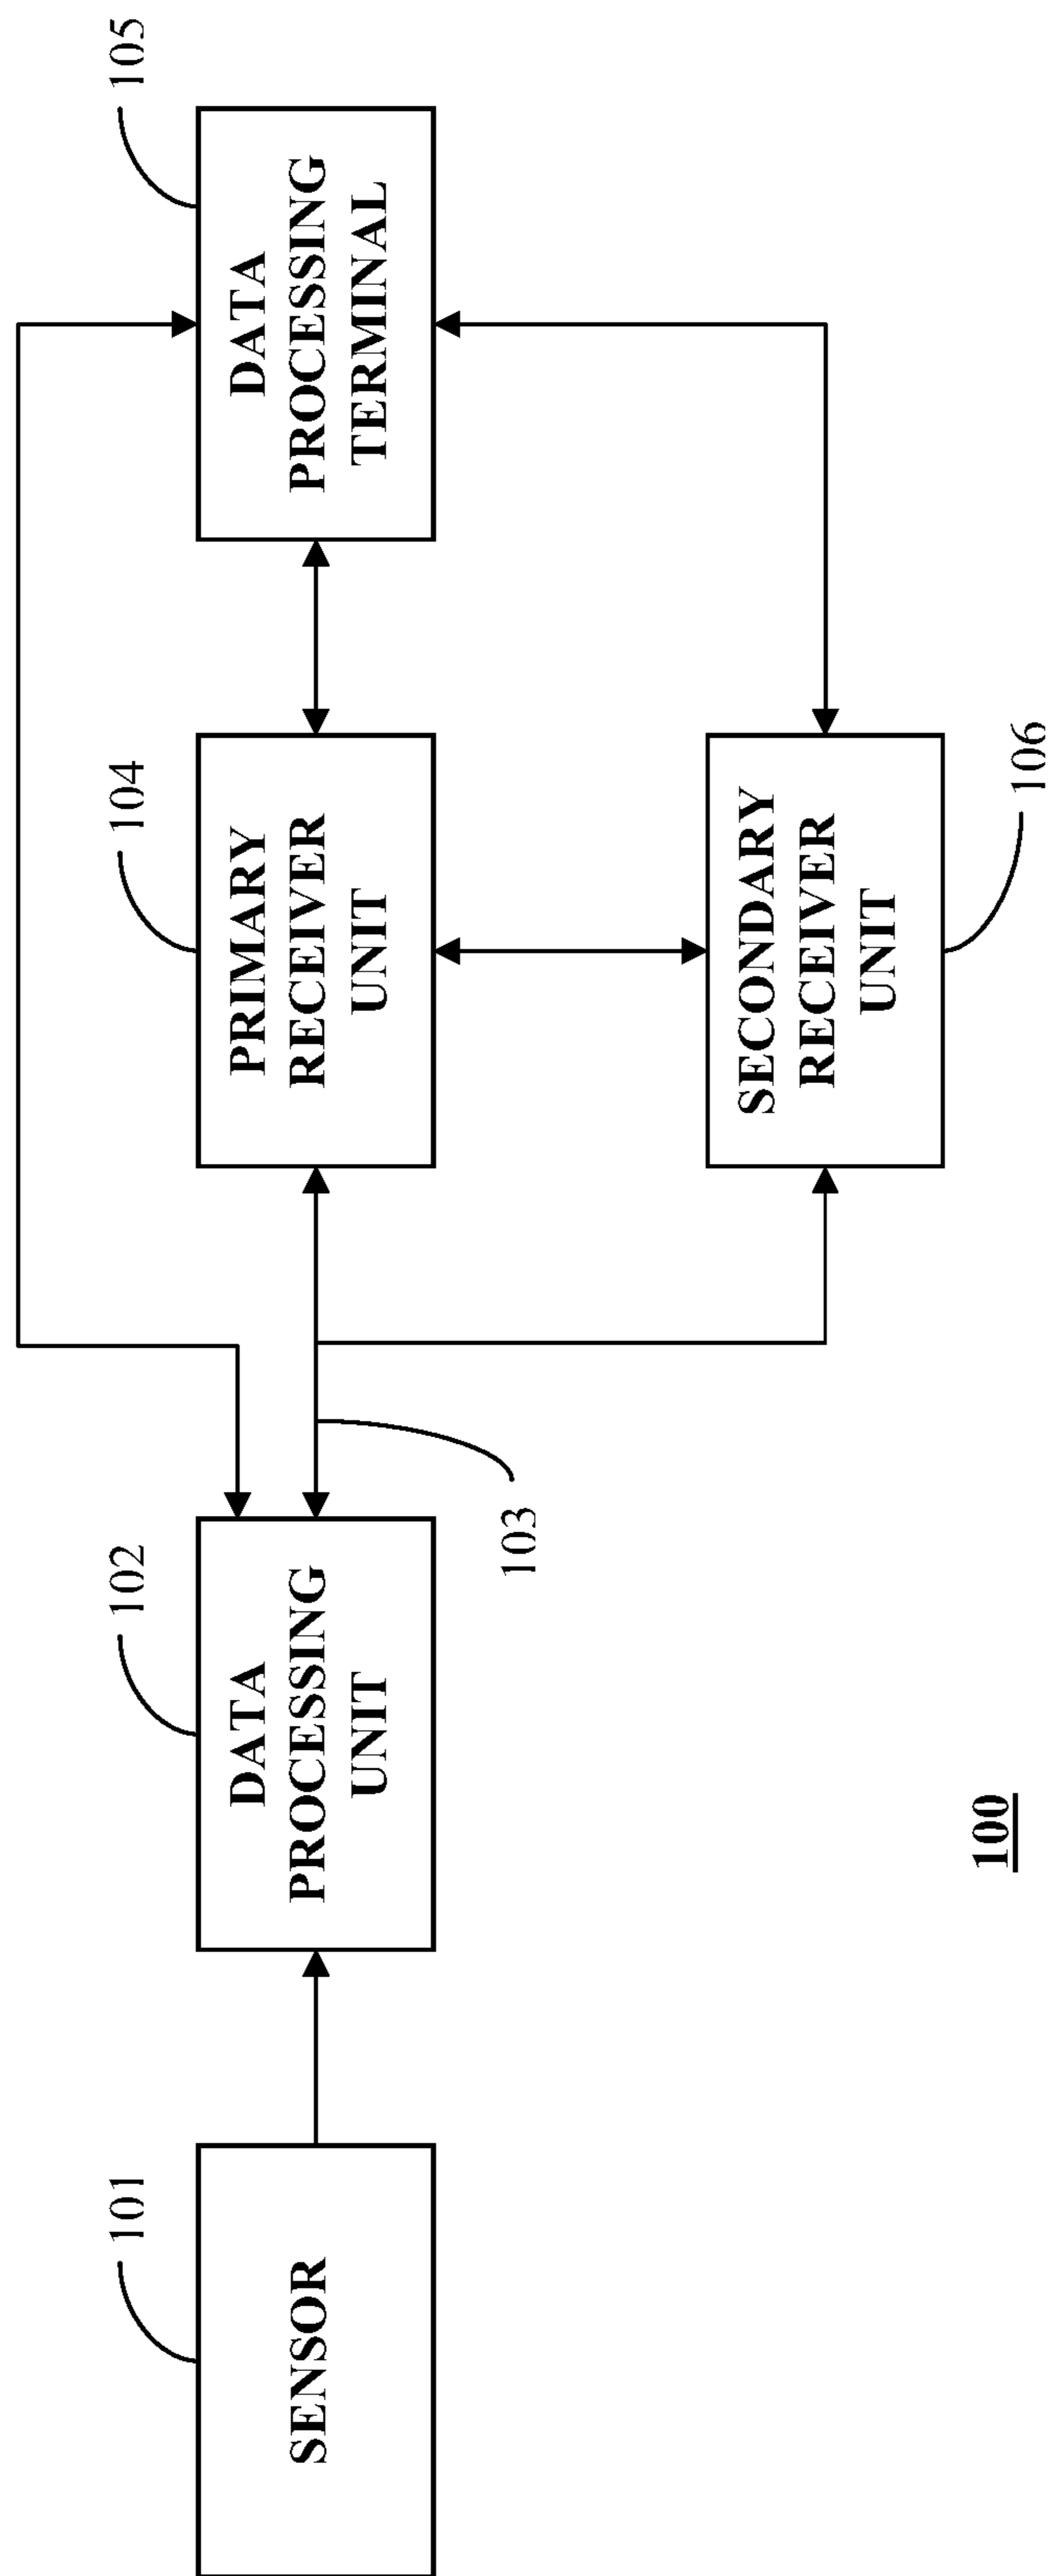 101
SENSOR
102
DATA
PROCESSING
UNIT
103
104
PRIMARY
RECEIVER
UNIT
105
DATA
PROCESSING
TERMINAL
SECONDARY
RECEIVER
UNIT
106
100